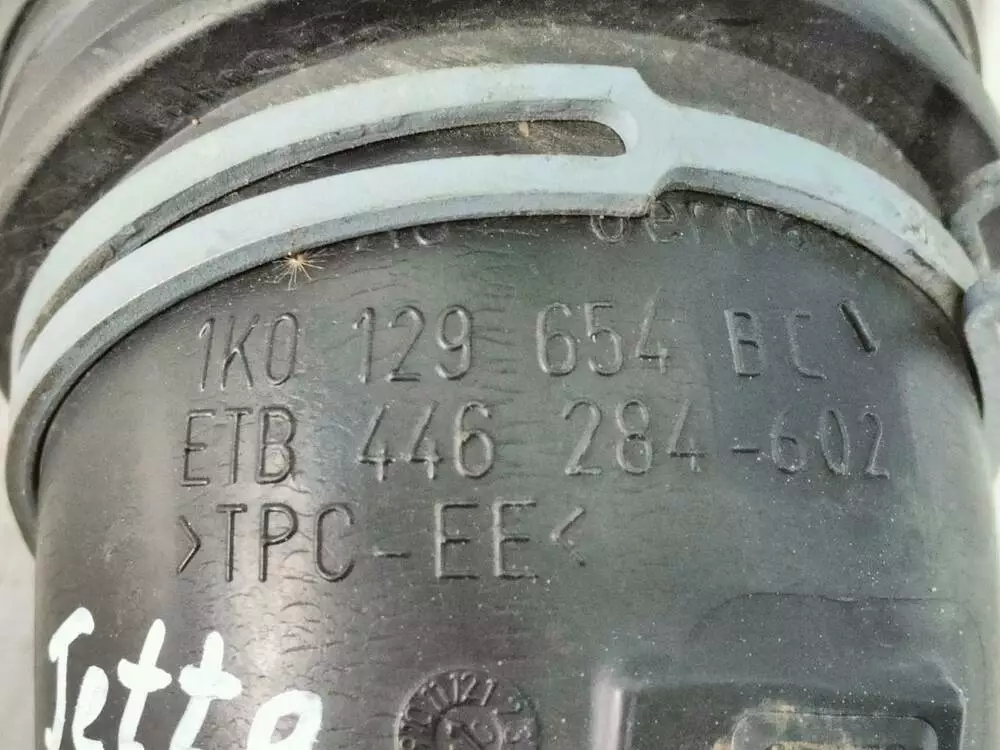 1K0 129 654 BC
ETB 446 284-602
>TPC-EE<
Jetta